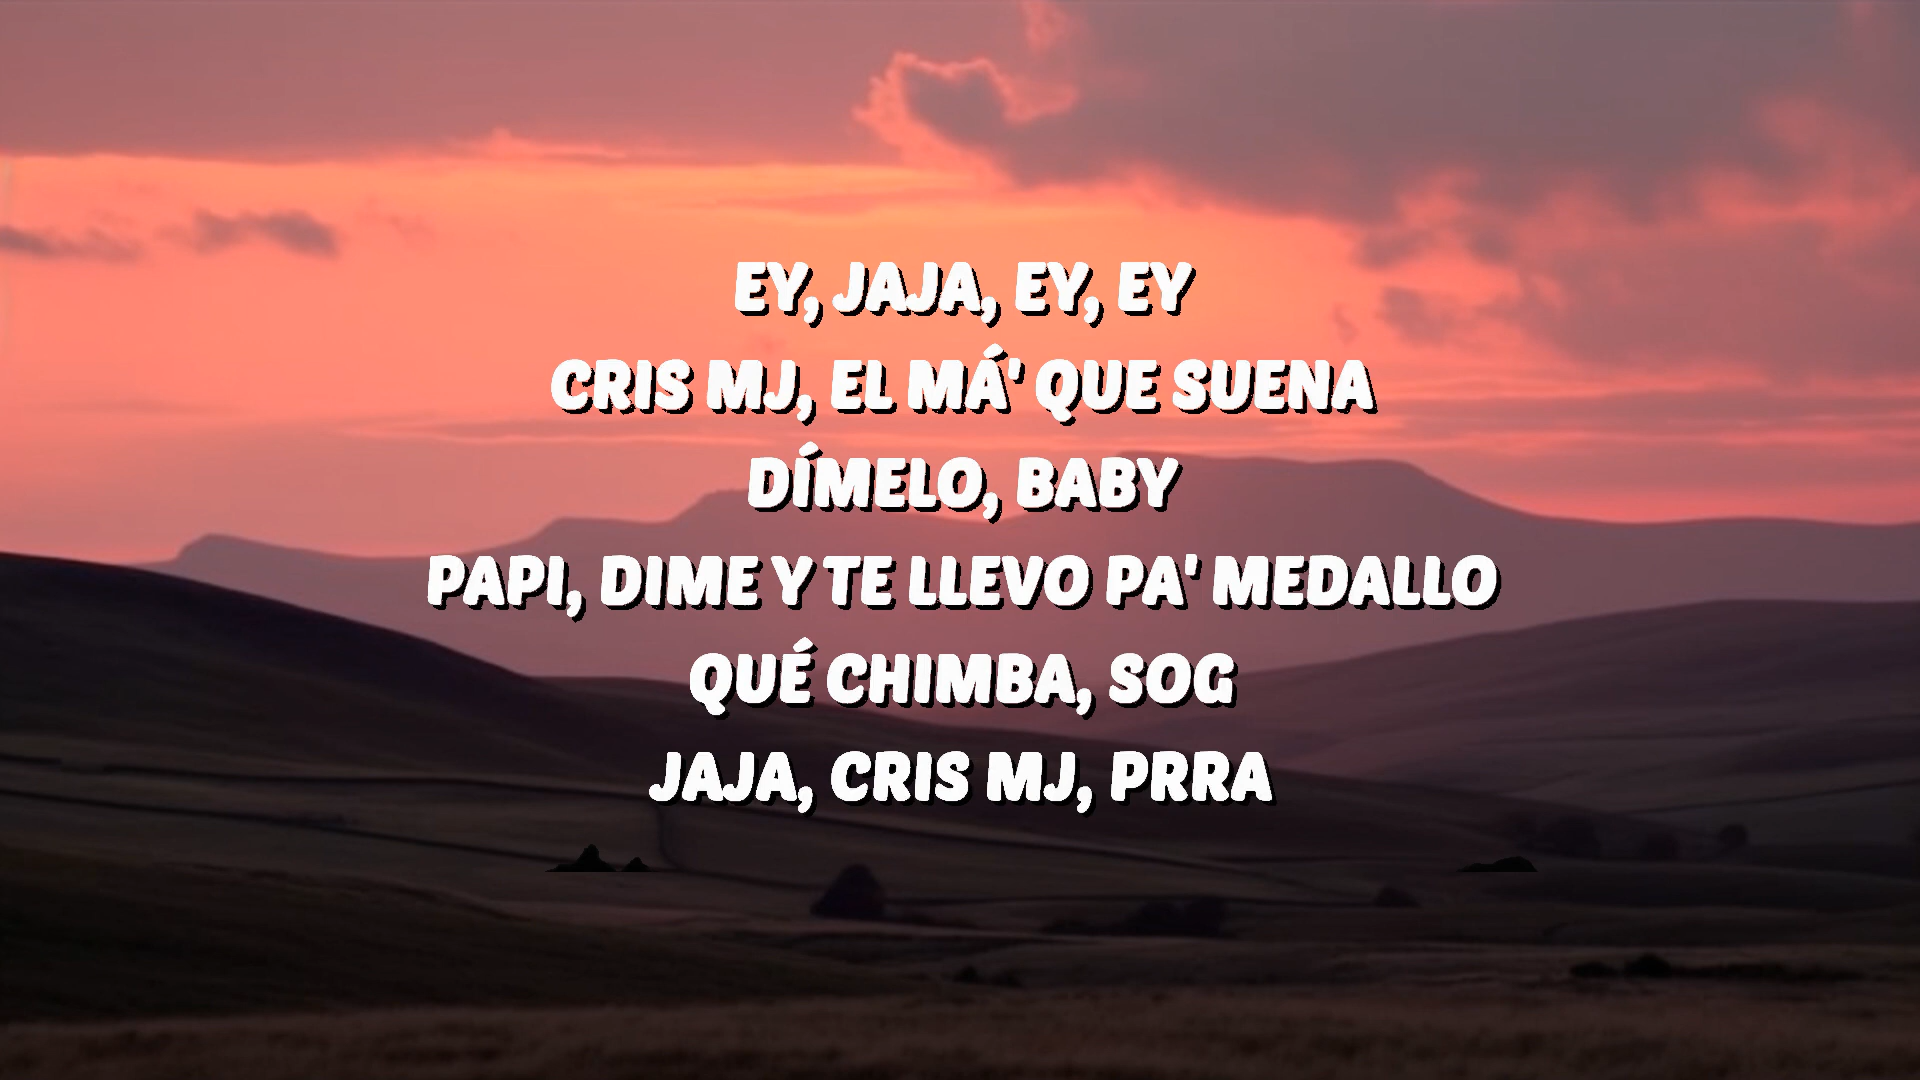 EY, JAJA, EY, EY
CRIS MJ, EL MÁ' QUE SUENA
DÍMELO, BABY
PAPI, DIME Y TE LLEVO PA' MEDALLO
QUÉ CHIMBA, SOG
JAJA, CRIS MJ, PRRA